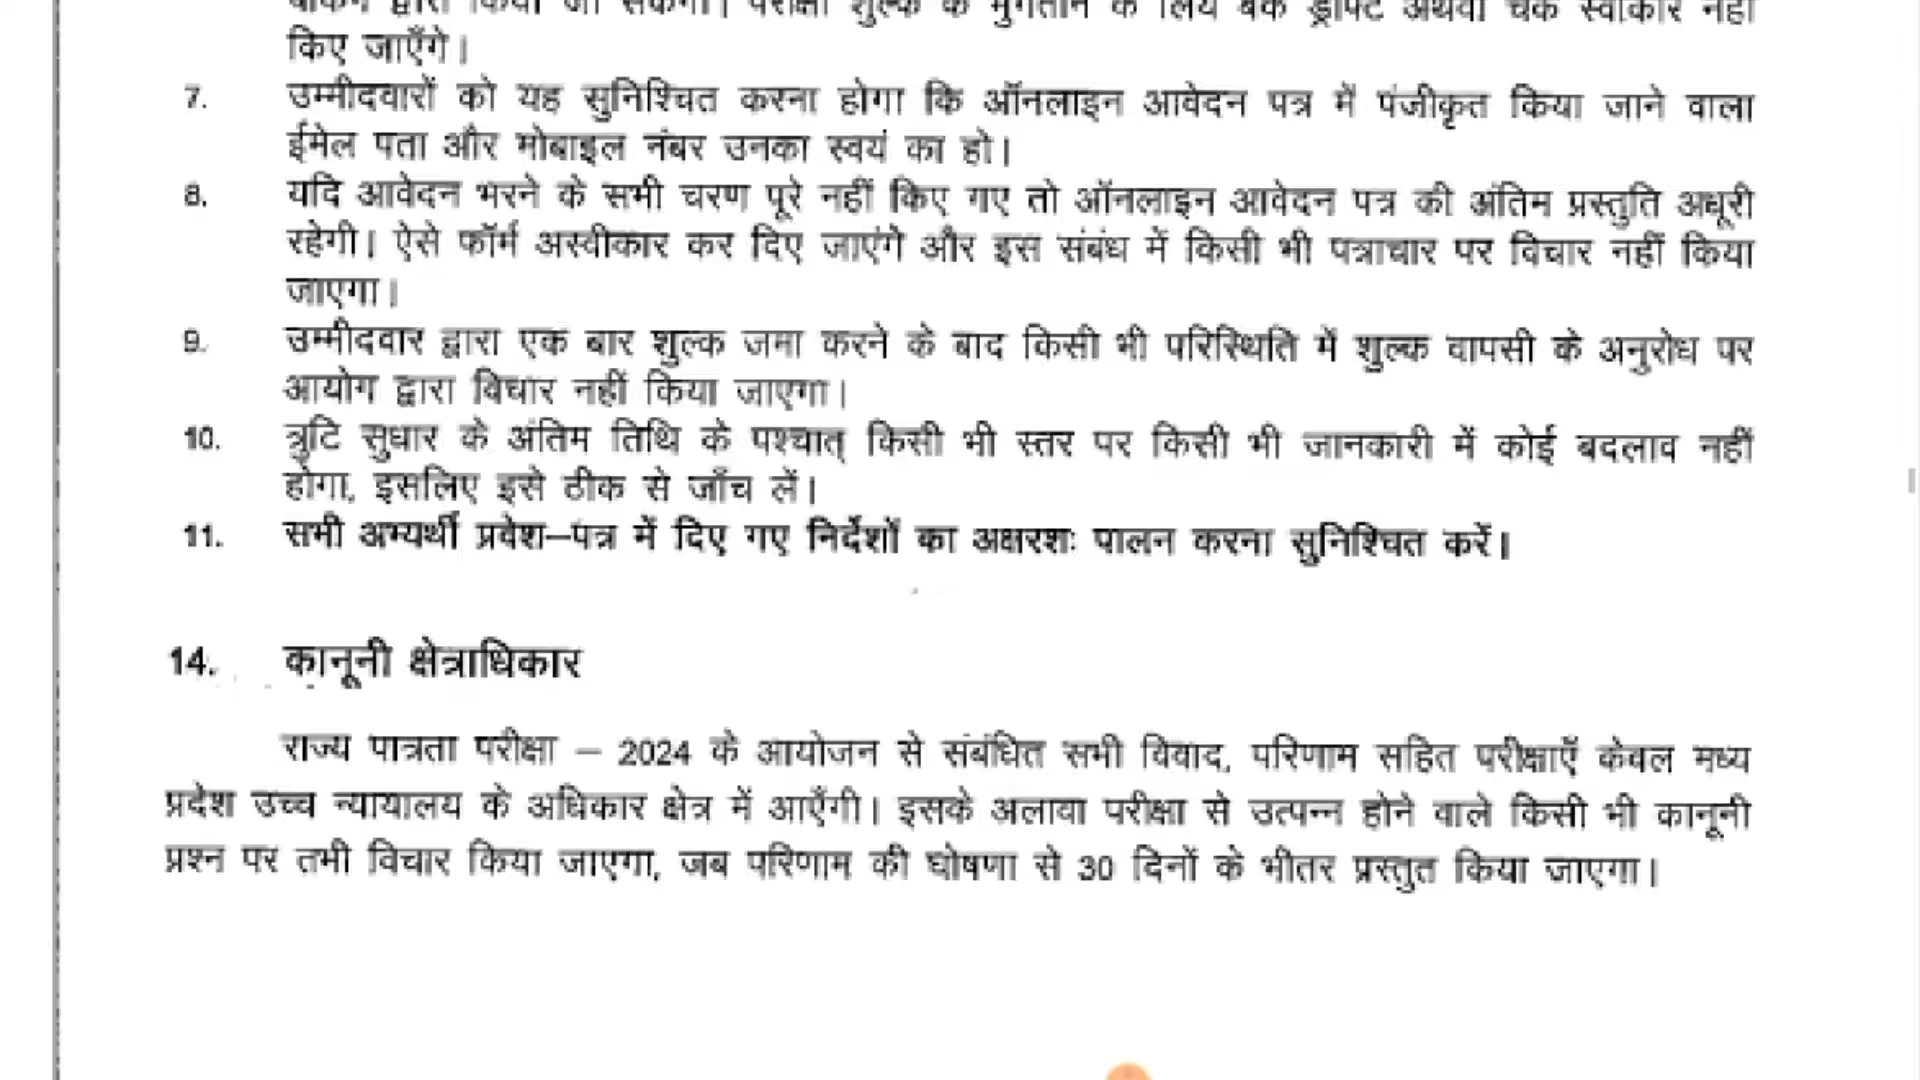 बैंकिंग द्वारा किया जा सकेगा। परीक्षा शुल्क के भुगतान के लिये बैंक ड्राफ्ट अथवा चेक स्वीकार नहीं
किए जाएँगे।
7. उम्मीदवारों को यह सुनिश्चित करना होगा कि ऑनलाइन आवेदन पत्र में पंजीकृत किया जाने वाला
ईमेल पता और मोबाइल नंबर उनका स्वयं का हो।
8. यदि आवेदन भरने के सभी चरण पूरे नहीं किए गए तो ऑनलाइन आवेदन पत्र की अंतिम प्रस्तुति अधूरी
रहेगी। ऐसे फॉर्म अस्वीकार कर दिए जाएंगे और इस संबंध में किसी भी पत्राचार पर विचार नहीं किया
जाएगा।
9. उम्मीदवार द्वारा एक बार शुल्क जमा करने के बाद किसी भी परिस्थिति में शुल्क वापसी के अनुरोध पर
आयोग द्वारा विचार नहीं किया जाएगा।
10. त्रुटि सुधार के अंतिम तिथि के पश्चात् किसी भी स्तर पर किसी भी जानकारी में कोई बदलाव नहीं
होगा, इसलिए इसे ठीक से जाँच लें।
11. सभी अभ्यर्थी प्रवेश–पत्र में दिए गए निर्देशों का अक्षरशः पालन करना सुनिश्चित करें।
14. कानूनी क्षेत्राधिकार
राज्य पात्रता परीक्षा – 2024 के आयोजन से संबंधित सभी विवाद, परिणाम सहित परीक्षाएँ केवल मध्य
प्रदेश उच्च न्यायालय के अधिकार क्षेत्र में आएँगी। इसके अलावा परीक्षा से उत्पन्न होने वाले किसी भी कानूनी
प्रश्न पर तभी विचार किया जाएगा, जब परिणाम की घोषणा से 30 दिनों के भीतर प्रस्तुत किया जाएगा।